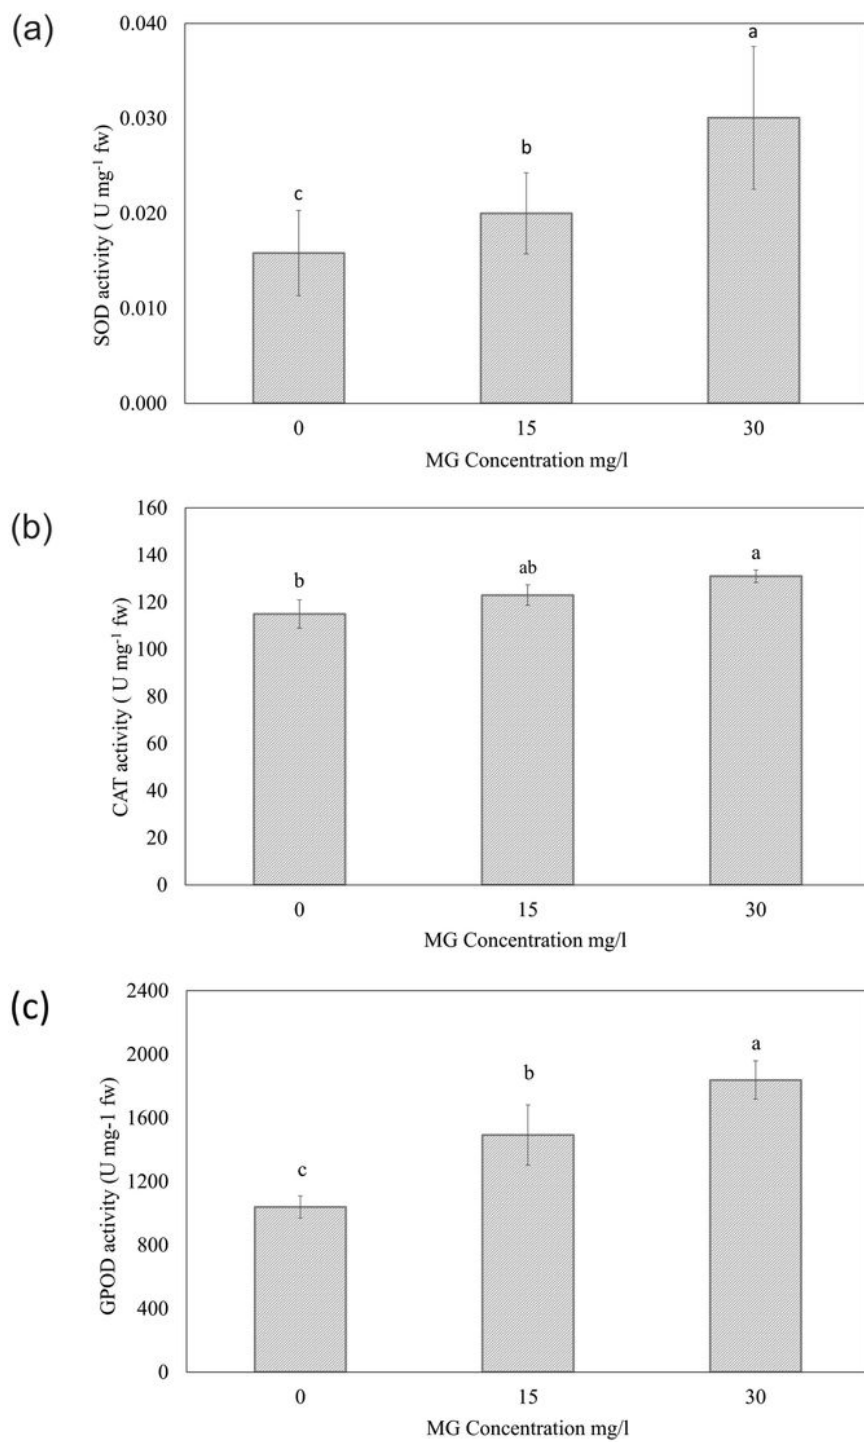 (a)
0.040
0.030
0.020
0.010
0.000
SOD activity ( U mg-1 fw)
c
b
a
0 15 30
MG Concentration mg/l
(b)
160
140
120
100
80
60
40
20
0
CAT activity ( U mg-1 fw)
b
ab
a
0 15 30
MG Concentration mg/l
(c)
2400
2000
1600
1200
800
400
0
GPOD activity (U mg-1 fw)
c
b
a
0 15 30
MG Concentration mg/l